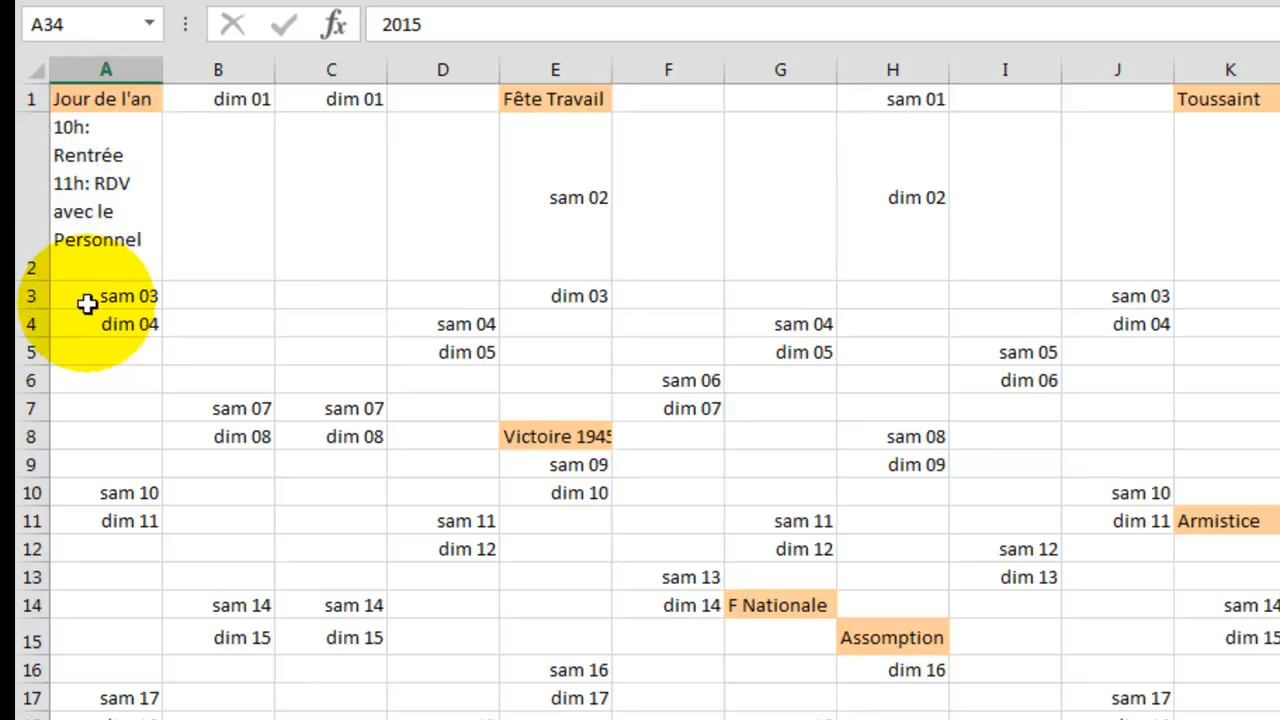 A34 fx 2015
A B C D E F G H I J K
1 Jour de l'an dim 01 dim 01 Fête Travail sam 01 Toussaint
10h:
Rentrée
11h: RDV
avec le
Personnel
sam 02 dim 02
2
3 sam 03 dim 03 sam 03
4 dim 04 sam 04 sam 04 dim 04
5 dim 05 dim 05 sam 05
6 sam 06 dim 06
7 sam 07 sam 07 dim 07
8 dim 08 dim 08 Victoire 1945 sam 08
9 sam 09 dim 09
10 sam 10 dim 10 sam 10
11 dim 11 sam 11 sam 11 dim 11 Armistice
12 dim 12 dim 12 sam 12
13 sam 13 dim 13
14 sam 14 sam 14 dim 14 F Nationale sam 14
15 dim 15 dim 15 Assomption dim 15
16 sam 16 dim 16
17 sam 17 dim 17 sam 17